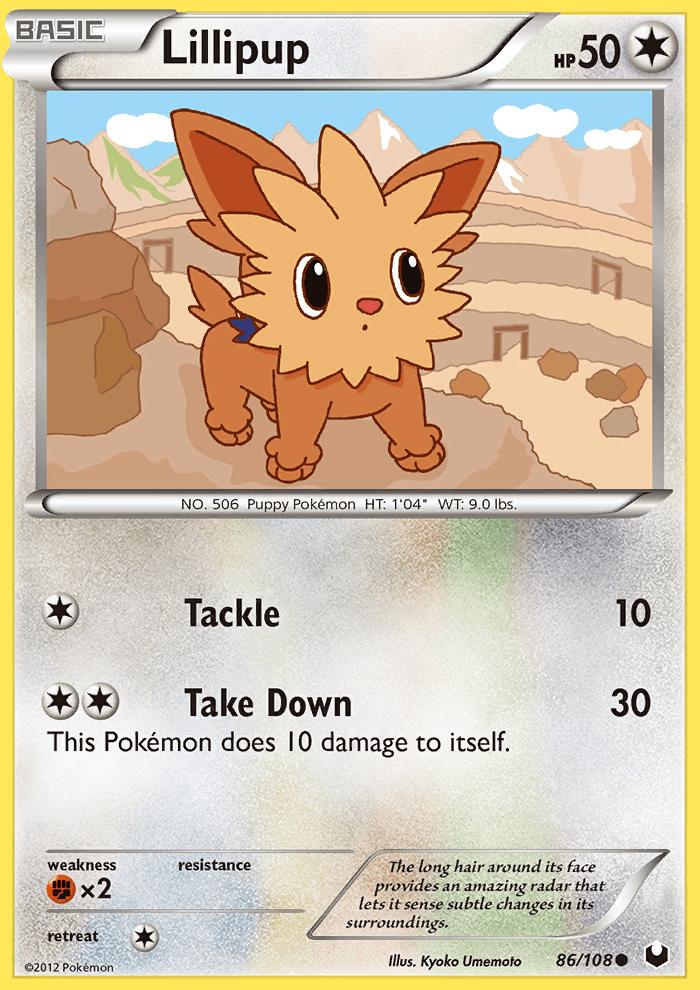 BASIC
Lillipup
HP 50
NO. 506 Puppy Pokémon HT: 1'04" WT: 9.0 lbs.
Tackle 10
Take Down 30
This Pokémon does 10 damage to itself.
weakness resistance
×2
retreat
The long hair around its face
provides an amazing radar that
lets it sense subtle changes in its
surroundings.
©2012 Pokémon
Illus. Kyoko Umemoto 86/108